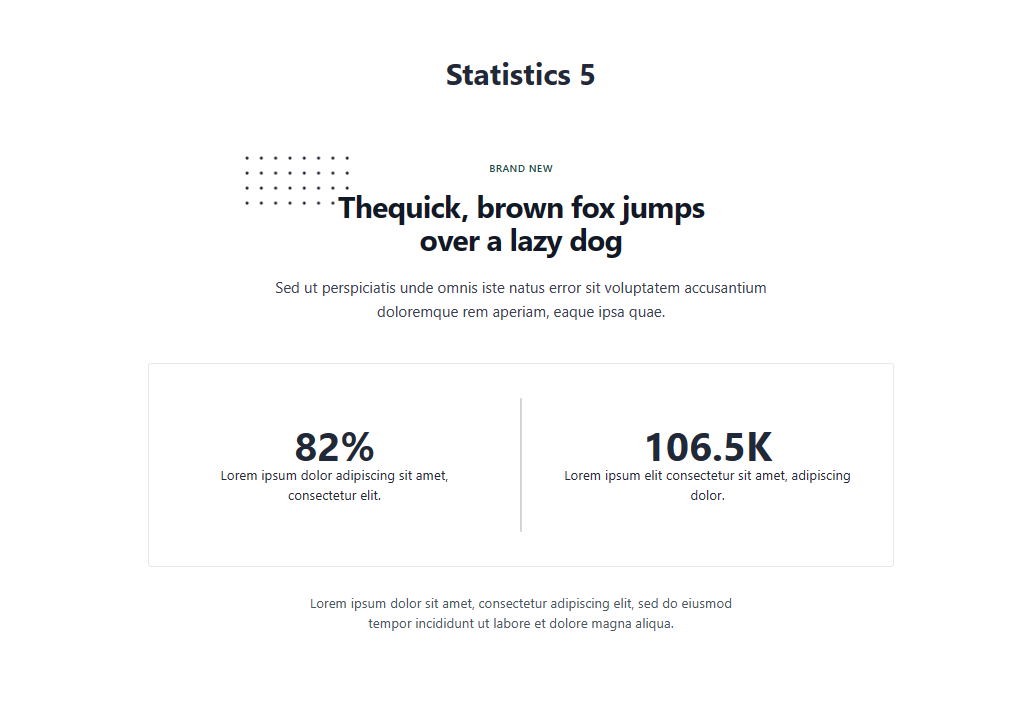 Statistics 5
BRAND NEW
Thequick, brown fox jumps
over a lazy dog
Sed ut perspiciatis unde omnis iste natus error sit voluptatem accusantium
doloremque rem aperiam, eaque ipsa quae.
82%
Lorem ipsum dolor adipiscing sit amet,
consectetur elit.
106.5K
Lorem ipsum elit consectetur sit amet, adipiscing
dolor.
Lorem ipsum dolor sit amet, consectetur adipiscing elit, sed do eiusmod
tempor incididunt ut labore et dolore magna aliqua.